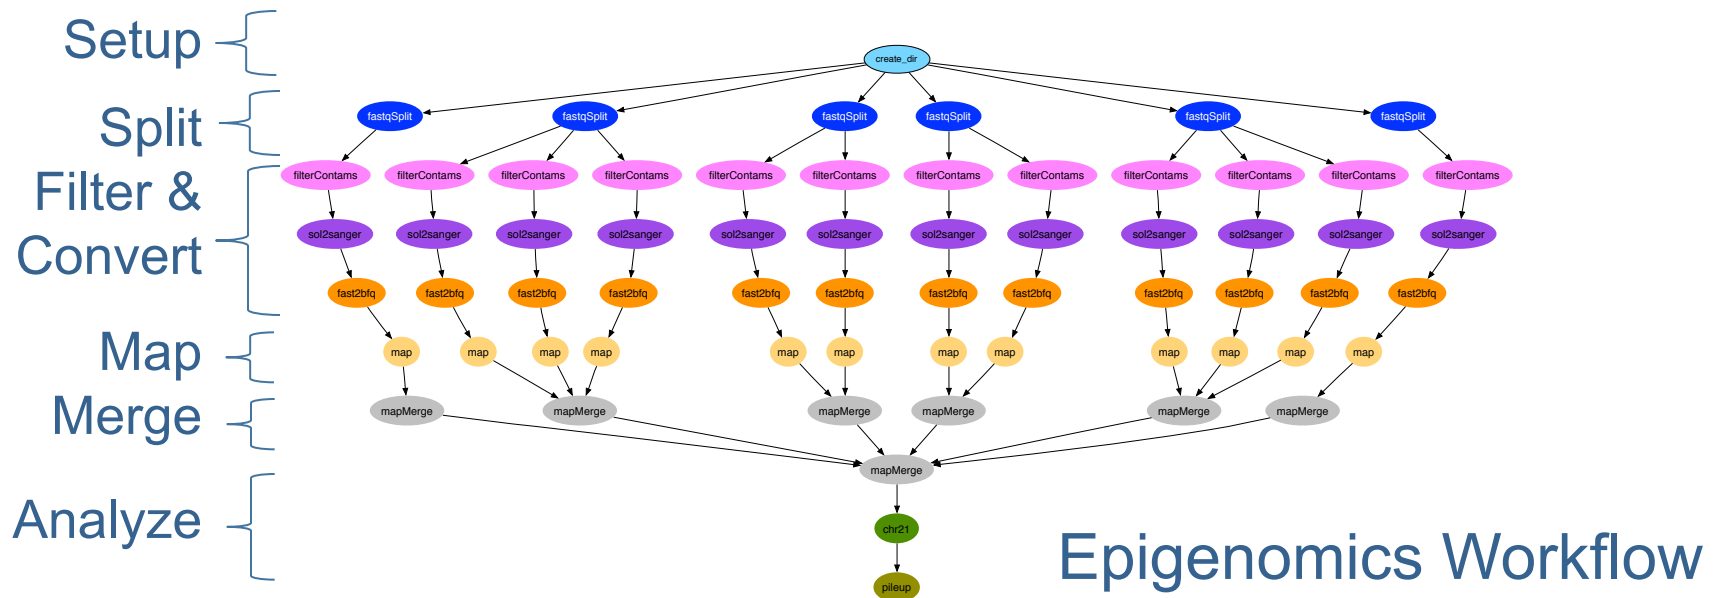 Setup
create_dir
Split
fastqSplit fastqSplit fastqSplit fastqSplit fastqSplit fastqSplit
Filter &
Convert
filterContams filterContams filterContams filterContams filterContams filterContams filterContams filterContams filterContams filterContams filterContams filterContams
sol2sanger sol2sanger sol2sanger sol2sanger sol2sanger sol2sanger sol2sanger sol2sanger sol2sanger sol2sanger sol2sanger sol2sanger
fast2bfq fast2bfq fast2bfq fast2bfq fast2bfq fast2bfq fast2bfq fast2bfq fast2bfq fast2bfq fast2bfq fast2bfq
Map
map map map map map map map map map map map map
Merge
mapMerge mapMerge mapMerge mapMerge mapMerge mapMerge
mapMerge
Analyze
chr21
pileup
Epigenomics Workflow